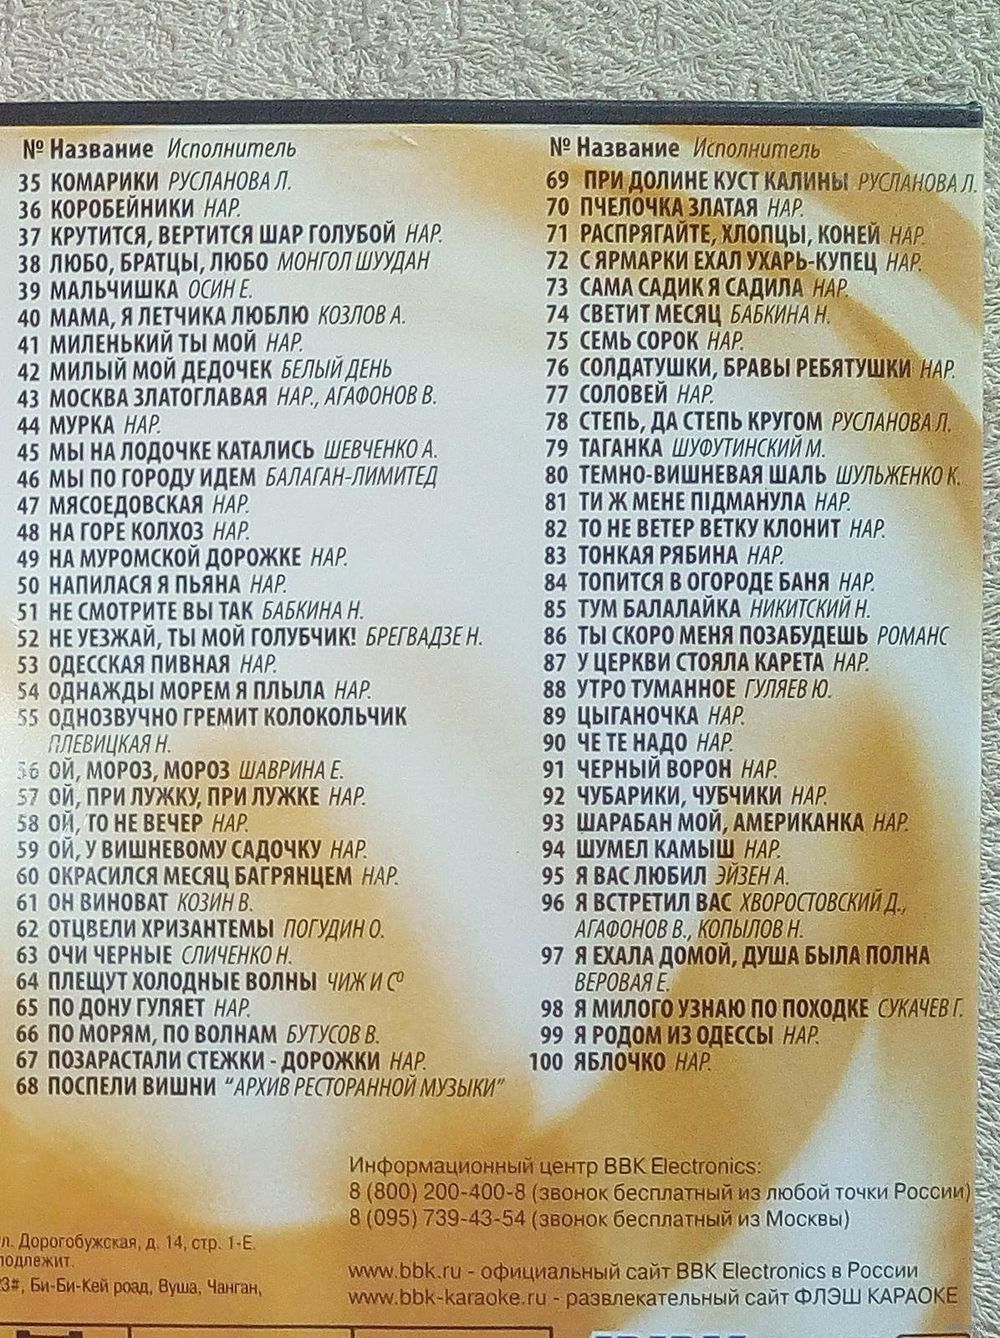 № Название Исполнитель
35 КОМАРИКИ РУСЛАНОВА Л.
36 КОРОБЕЙНИКИ НАР.
37 КРУТИТСЯ, ВЕРТИТСЯ ШАР ГОЛУБОЙ НАР.
38 ЛЮБО, БРАТЦЫ, ЛЮБО МОНГОЛ ШУУДАН
39 МАЛЬЧИШКА ОСИН Е.
40 МАМА, Я ЛЕТЧИКА ЛЮБЛЮ КОЗЛОВ А.
41 МИЛЕНЬКИЙ ТЫ МОЙ НАР.
42 МИЛЫЙ МОЙ ДЕДОЧЕК БЕЛЫЙ ДЕНЬ
43 МОСКВА ЗЛАТОГЛАВАЯ НАР., АГАФОНОВ В.
44 МУРКА НАР.
45 МЫ НА ЛОДОЧКЕ КАТАЛИСЬ ШЕВЧЕНКО А.
46 МЫ ПО ГОРОДУ ИДЕМ БАЛАГАН-ЛИМИТЕД
47 МЯСОЕДОВСКАЯ НАР.
48 НА ГОРЕ КОЛХОЗ НАР.
49 НА МУРОМСКОЙ ДОРОЖКЕ НАР.
50 НАПИЛАСЯ Я ПЬЯНА НАР.
51 НЕ СМОТРИТЕ ВЫ ТАК БАБКИНА Н.
52 НЕ УЕЗЖАЙ, ТЫ МОЙ ГОЛУБЧИК! БРЕГВАДЗЕ Н.
53 ОДЕССКАЯ ПИВНАЯ НАР.
54 ОДНАЖДЫ МОРЕМ Я ПЛЫЛА НАР.
55 ОДНОЗВУЧНО ГРЕМИТ КОЛОКОЛЬЧИК
ПЛЕВИЦКАЯ Н.
56 ОЙ, МОРОЗ, МОРОЗ ШАВРИНА Е.
57 ОЙ, ПРИ ЛУЖКУ, ПРИ ЛУЖКЕ НАР.
58 ОЙ, ТО НЕ ВЕЧЕР НАР.
59 ОЙ, У ВИШНЕВОМУ САДОЧКУ НАР.
60 ОКРАСИЛСЯ МЕСЯЦ БАГРЯНЦЕМ НАР.
61 ОН ВИНОВАТ КОЗИН В.
62 ОТЦВЕЛИ ХРИЗАНТЕМЫ ПОГУДИН О.
63 ОЧИ ЧЕРНЫЕ СЛИЧЕНКО Н.
64 ПЛЕЩУТ ХОЛОДНЫЕ ВОЛНЫ ЧИЖ И Cº
65 ПО ДОНУ ГУЛЯЕТ НАР.
66 ПО МОРЯМ, ПО ВОЛНАМ БУТУСОВ В.
67 ПОЗАРАСТАЛИ СТЕЖКИ - ДОРОЖКИ НАР.
68 ПОСПЕЛИ ВИШНИ "АРХИВ РЕСТОРАННОЙ МУЗЫКИ"
№ Название Исполнитель
69 ПРИ ДОЛИНЕ КУСТ КАЛИНЫ РУСЛАНОВА Л.
70 ПЧЕЛОЧКА ЗЛАТАЯ НАР.
71 РАСПРЯГАЙТЕ, ХЛОПЦЫ, КОНЕЙ НАР.
72 С ЯРМАРКИ ЕХАЛ УХАРЬ-КУПЕЦ НАР.
73 САМА САДИК Я САДИЛА НАР.
74 СВЕТИТ МЕСЯЦ БАБКИНА Н.
75 СЕМЬ СОРОК НАР.
76 СОЛДАТУШКИ, БРАВЫ РЕБЯТУШКИ НАР.
77 СОЛОВЕЙ НАР.
78 СТЕПЬ, ДА СТЕПЬ КРУГОМ РУСЛАНОВА Л.
79 ТАГАНКА ШУФУТИНСКИЙ М.
80 ТЕМНО-ВИШНЕВАЯ ШАЛЬ ШУЛЬЖЕНКО К.
81 ТИ Ж МЕНЕ ПІДМАНУЛА НАР.
82 ТО НЕ ВЕТЕР ВЕТКУ КЛОНИТ НАР.
83 ТОНКАЯ РЯБИНА НАР.
84 ТОПИТСЯ В ОГОРОДЕ БАНЯ НАР.
85 ТУМ БАЛАЛАЙКА НИКИТСКИЙ Н.
86 ТЫ СКОРО МЕНЯ ПОЗАБУДЕШЬ РОМАНС
87 У ЦЕРКВИ СТОЯЛА КАРЕТА НАР.
88 УТРО ТУМАННОЕ ГУЛЯЕВ Ю.
89 ЦЫГАНОЧКА НАР.
90 ЧЕ ТЕ НАДО НАР.
91 ЧЕРНЫЙ ВОРОН НАР.
92 ЧУБАРИКИ, ЧУБЧИКИ НАР.
93 ШАРАБАН МОЙ, АМЕРИКАНКА НАР.
94 ШУМЕЛ КАМЫШ НАР.
95 Я ВАС ЛЮБИЛ ЭЙЗЕН А.
96 Я ВСТРЕТИЛ ВАС ХВОРОСТОВСКИЙ Д.,
АГАФОНОВ В., КОПЫЛОВ Н.
97 Я ЕХАЛА ДОМОЙ, ДУША БЫЛА ПОЛНА
ВЕРОВАЯ Е.
98 Я МИЛОГО УЗНАЮ ПО ПОХОДКЕ СУКАЧЕВ Г.
99 Я РОДОМ ИЗ ОДЕССЫ НАР.
100 ЯБЛОЧКО НАР.
Информационный центр BBK Electronics:
8 (800) 200-400-8 (звонок бесплатный из любой точки России)
8 (095) 739-43-54 (звонок бесплатный из Москвы)
л. Дорогобужская, д. 14, стр. 1-Е.
подлежит.
23#, Би-Би-Кей роад, Вуша, Чанган,
www.bbk.ru - официальный сайт BBK Electronics в России
www.bbk-karaoke.ru - развлекательный сайт ФЛЭШ КАРАОКЕ